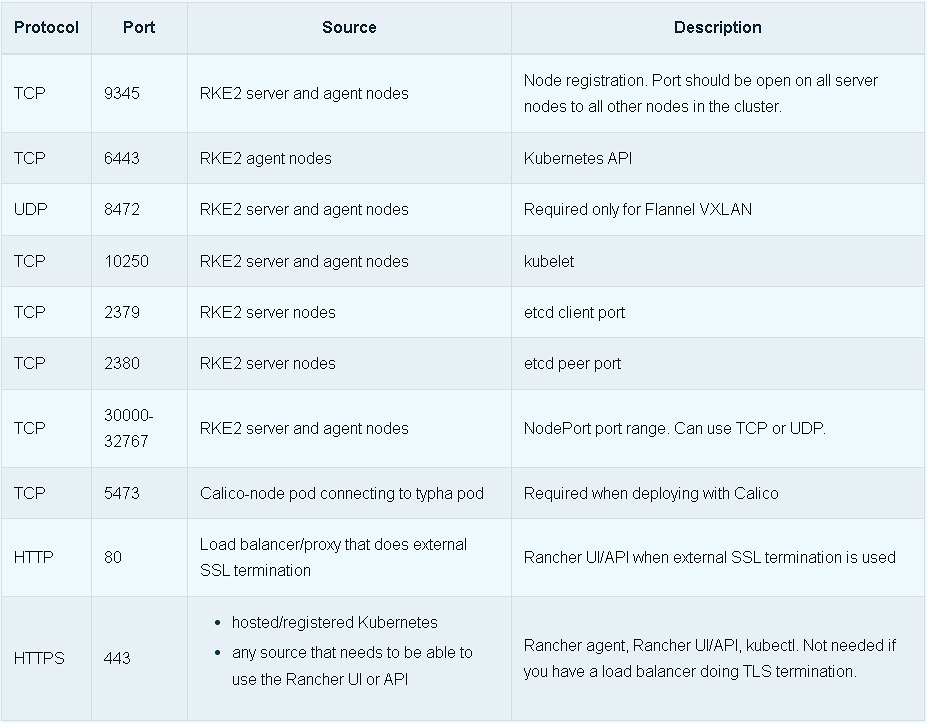 Protocol Port Source Description
TCP 9345 RKE2 server and agent nodes Node registration. Port should be open on all server
nodes to all other nodes in the cluster.
TCP 6443 RKE2 agent nodes Kubernetes API
UDP 8472 RKE2 server and agent nodes Required only for Flannel VXLAN
TCP 10250 RKE2 server and agent nodes kubelet
TCP 2379 RKE2 server nodes etcd client port
TCP 2380 RKE2 server nodes etcd peer port
TCP 30000-
32767 RKE2 server and agent nodes NodePort port range. Can use TCP or UDP.
TCP 5473 Calico-node pod connecting to typha pod Required when deploying with Calico
HTTP 80 Load balancer/proxy that does external
SSL termination Rancher UI/API when external SSL termination is used
HTTPS 443 • hosted/registered Kubernetes
• any source that needs to be able to
use the Rancher UI or API
Rancher agent, Rancher UI/API, kubectl. Not needed if
you have a load balancer doing TLS termination.